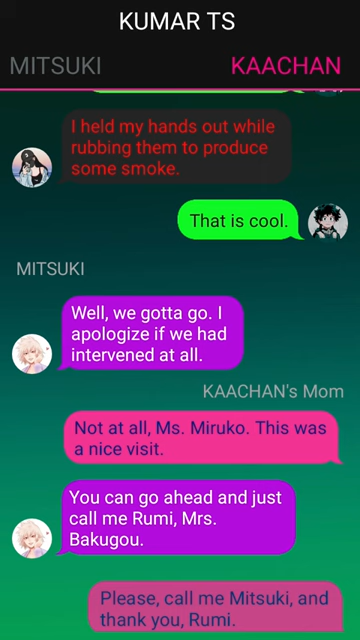 KUMAR TS
MITSUKI
KAACHAN
I held my hands out while
rubbing them to produce
some smoke.
That is cool.
MITSUKI
Well, we gotta go. I
apologize if we had
intervened at all.
KAACHAN's Mom
Not at all, Ms. Miruko. This was
a nice visit.
You can go ahead and just
call me Rumi, Mrs.
Bakugou.
Please, call me Mitsuki, and
thank you, Rumi.